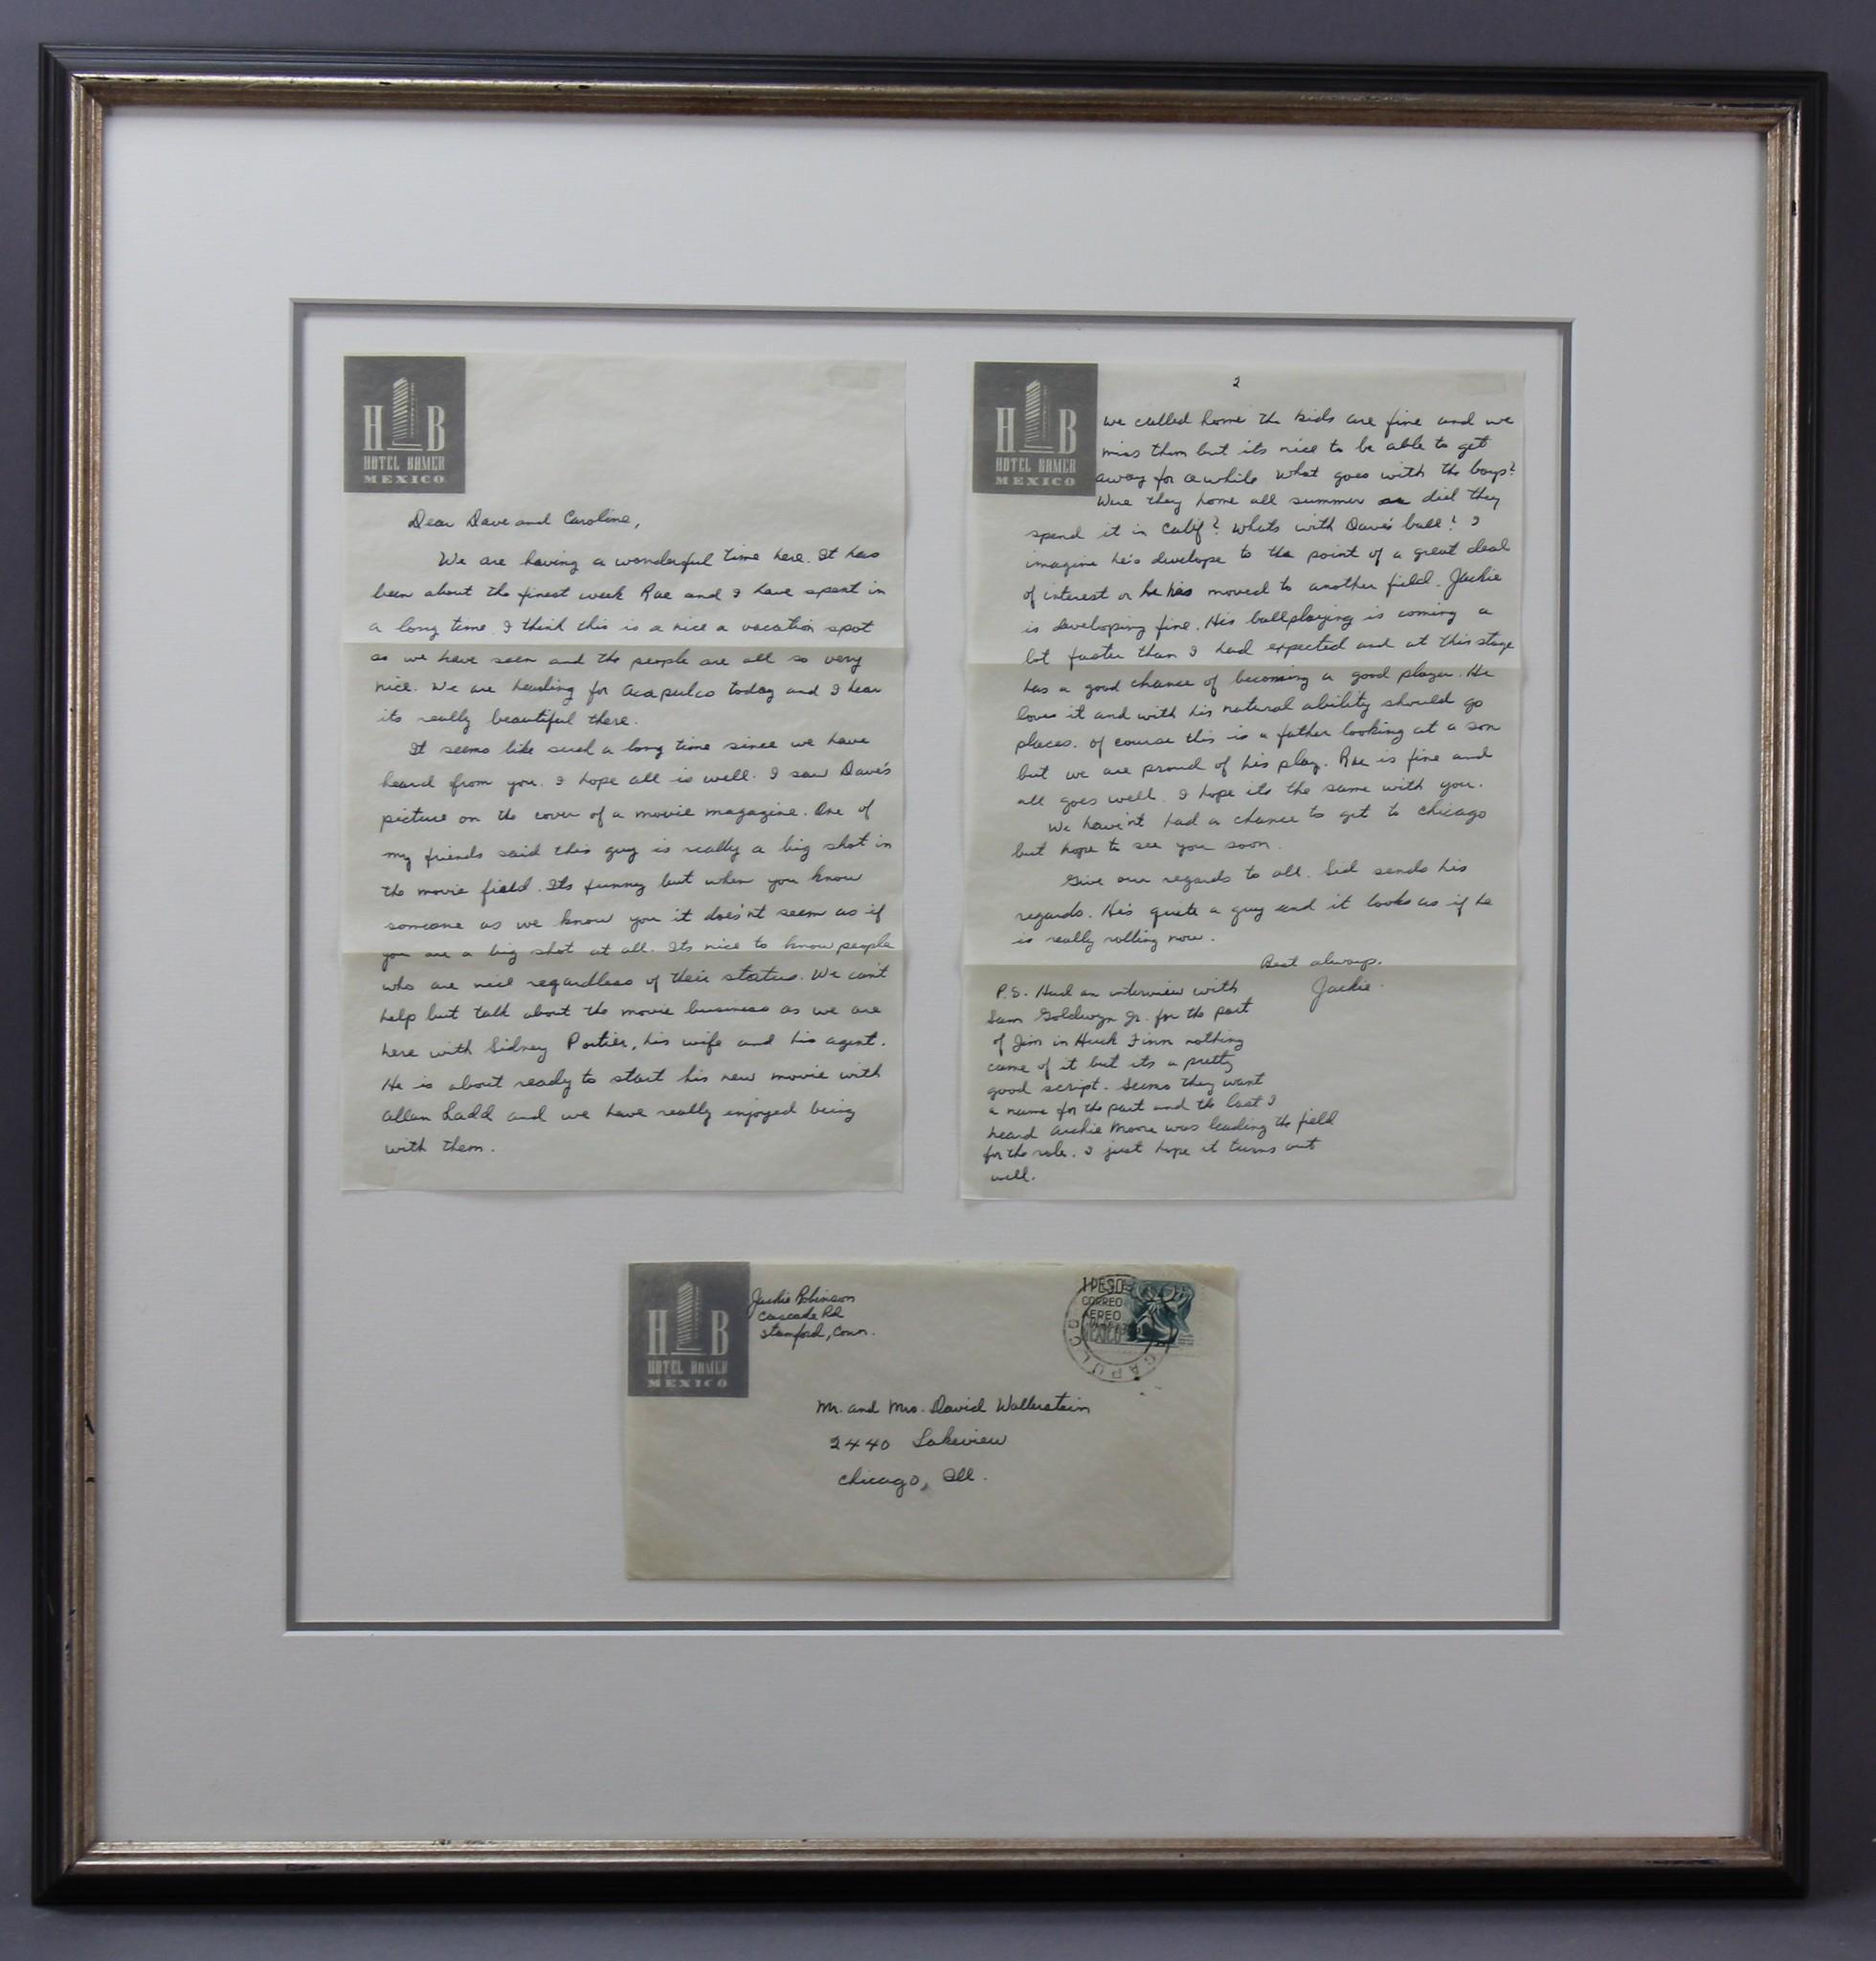 H B
HOTEL BAMER
MEXICO
Dear Dave and Caroline,
We are having a wonderful time here. It has
been about the finest week Rae and I have spent in
a long time. I think this is a nice a vacation spot
as we have seen and the people are all so very
nice. We are heading for Acapulco today and I hear
its really beautiful there.
It seems like such a long time since we have
heard from you. I hope all is well. I saw Dave's
picture on the cover of a movie magazine. One of
my friends said this guy is really a big shot in
the movie field. Its funny but when you know
someone as we know you it does'nt seem as if
you are a big shot at all. Its nice to know people
who are nice regardless of their status. We can't
help but talk about the movie business as we are
here with Sidney Portier, his wife and his agent.
He is about ready to start his new movie with
Allan Ladd and we have really enjoyed being
with them.
H B
HOTEL BAMER
MEXICO
2
We called home the kids are fine and we
miss them but its nice to be able to get
away for awhile. What goes with the boys?
Were they home all summer did they
spend it in Calif? Whats with Dave's ball? I
imagine he's develope to the point of a great deal
of interest or he has moved to another field. Jackie
is developing fine. His ballplaying is coming a
lot faster than I had expected and at this stage
has a good chance of becoming a good player. He
loves it and with his natural ability should go
places. Of course this is a father looking at a son
but we are proud of his play. Rae is fine and
all goes well. I hope its the same with you.
We have'nt had a chance to get to Chicago
but hope to see you soon.
Give our regards to all. Sid sends his
regards. He's quite a guy and it looks as if he
is really rolling now.
Best always.
Jackie.
P.S. Had an interview with
Sam Goldwyn Jr. for the part
of Jim in Huck Finn nothing
came of it but its a pretty
good script. Seems they want
a name for the part and the last I
heard Archie Moore was leading the field
for the role. I just hope it turns out
well.
H B
HOTEL BAMER
MEXICO
Jackie Robinson
Cascade Rd
Stamford, Conn.
1 PESO
CORREO
AEREO
MEXICO
Mr. and Mrs. David Wallerstein
2440 Lakeview
Chicago, Ill.